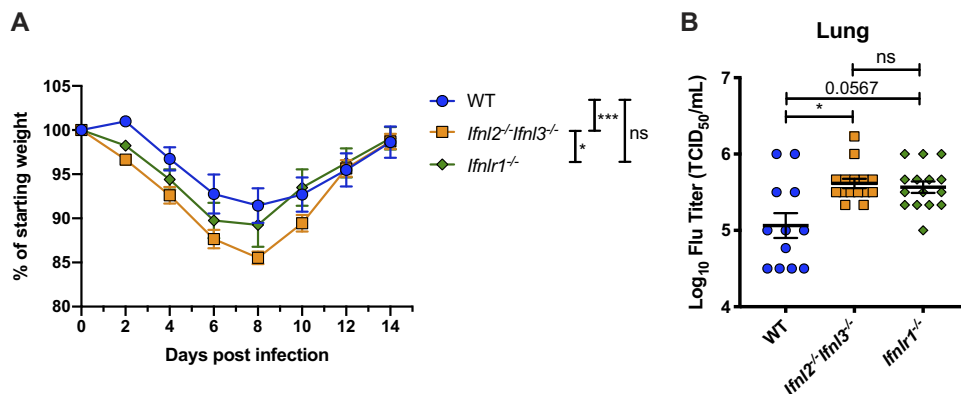 A
% of starting weight
105
100
95
90
85
80
0 2 4 6 8 10 12 14
Days post infection
WT
Ifnl2-/-Ifnl3-/-
Ifnlr1-/-
***
*
ns
B
Lung
ns
0.0567
*
Log10 Flu Titer (TCID50/mL)
7
6
5
4
WT
Ifnl2-/-Ifnl3-/-
Ifnlr1-/-